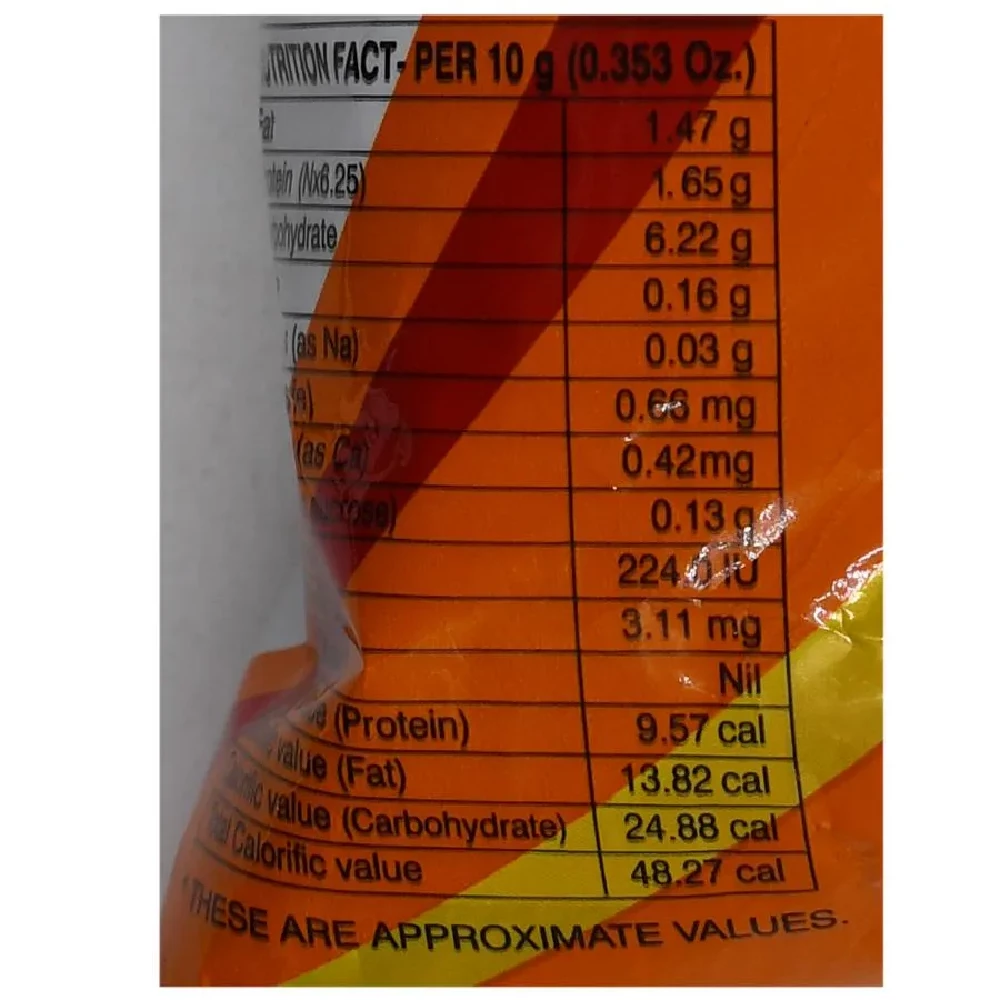 UTRITION FACT- PER 10 g (0.353 Oz.)
Fat 1.47 g
otein (Nx6.25) 1.65 g
bohydrate 6.22 g
0.16 g
(as Na) 0.03 g
Fe) 0.66 mg
(as Ca) 0.42mg
0.13 g
224.0 IU
3.11 mg
Nil
(Protein) 9.57 cal
value (Fat) 13.82 cal
value (Carbohydrate) 24.88 cal
Calorific value 48.27 cal
THESE ARE APPROXIMATE VALUES.